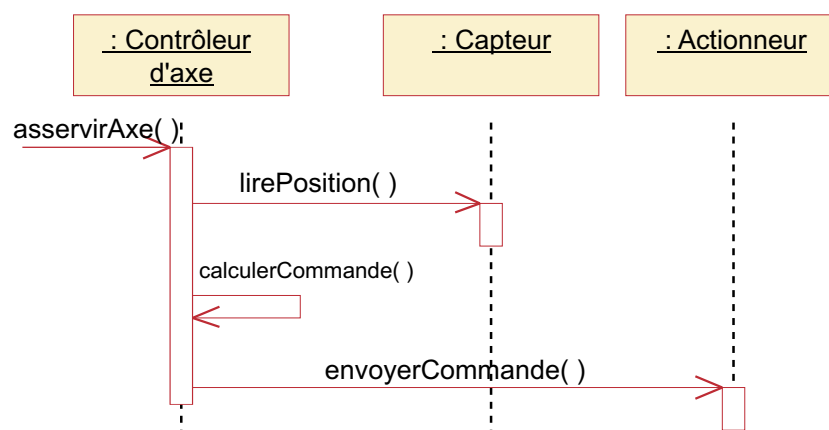 : Contrôleur
d'axe
: Capteur
: Actionneur
asservirAxe( )
lirePosition( )
calculerCommande( )
envoyerCommande( )